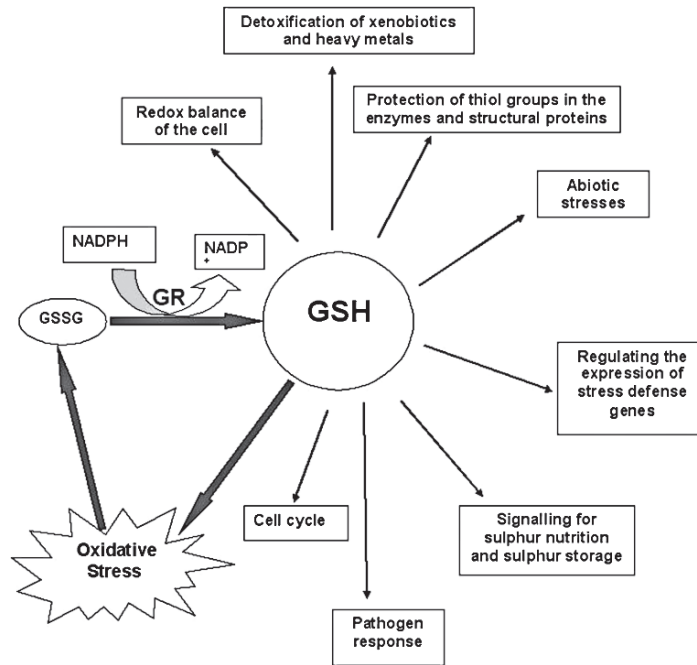 Detoxification of xenobiotics
and heavy metals
Redox balance
of the cell
Protection of thiol groups in the
enzymes and structural proteins
Abiotic
stresses
NADPH
NADP
+
GR
GSSG
GSH
Regulating the
expression of
stress defense
genes
Cell cycle
Signalling for
sulphur nutrition
and sulphur storage
Oxidative
Stress
Pathogen
response